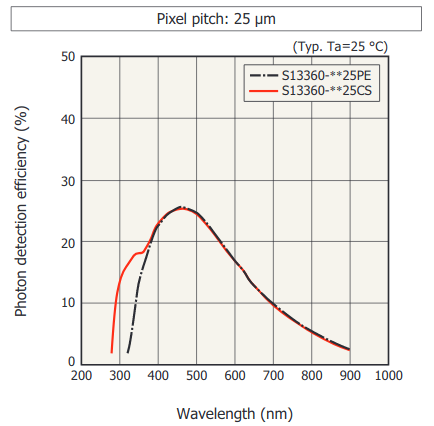 Pixel pitch: 25 µm
(Typ. Ta=25 °C)
50
S13360-**25PE
S13360-**25CS
40
30
20
10
0
Photon detection efficiency (%)
200 300 400 500 600 700 800 900 1000
Wavelength (nm)